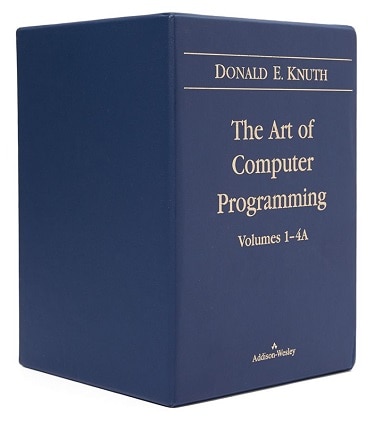 DONALD E. KNUTH
The Art of
Computer
Programming
Volumes 1–4A
Addison-Wesley